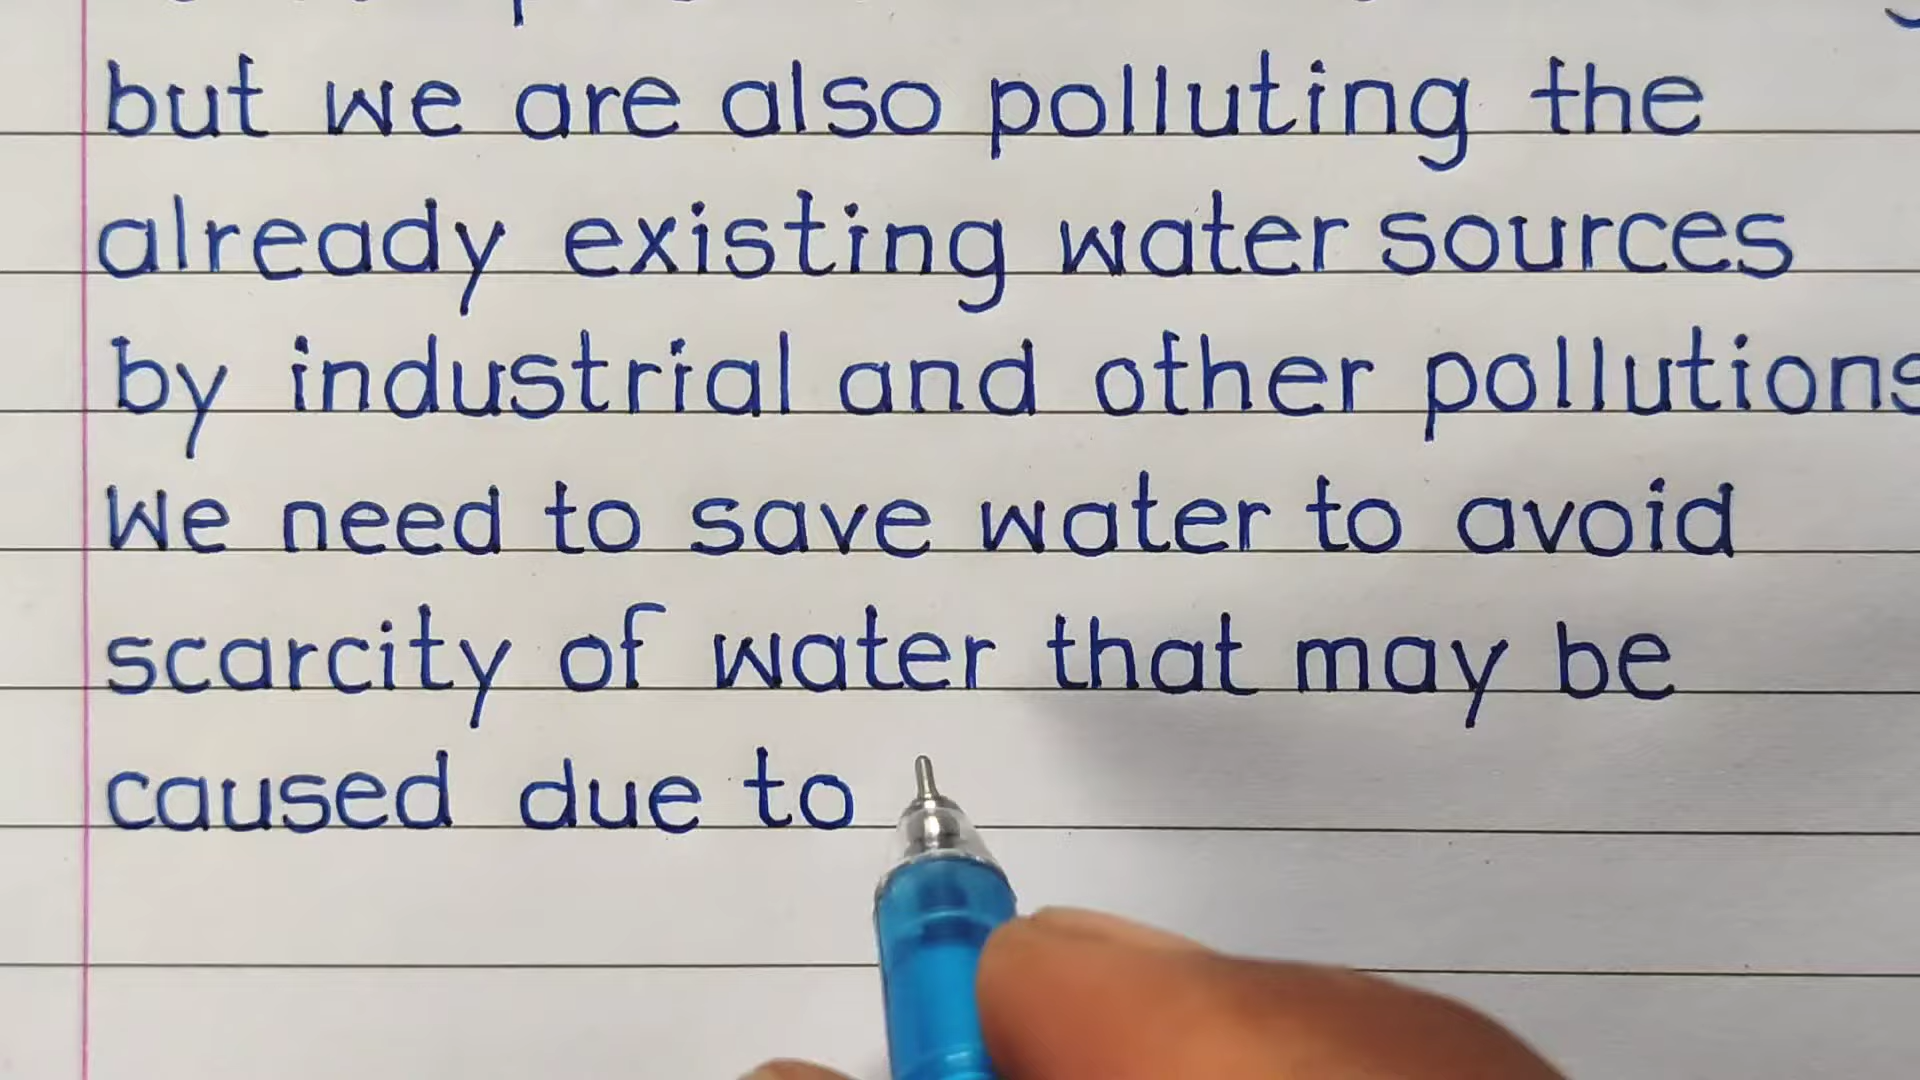 but we are also polluting the
already existing water sources
by industrial and other pollutions
We need to save water to avoid
scarcity of water that may be
caused due to